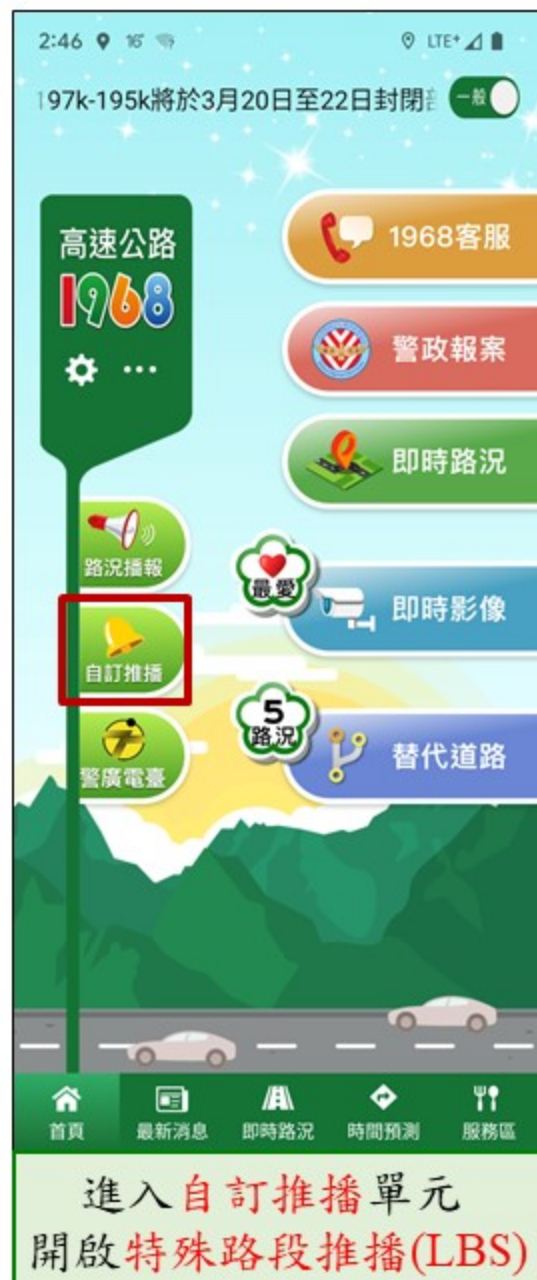 2:46 16° LTE+
197k-195k將於3月20日至22日封閉
一般
高速公路
1968
1968客服
警政報案
即時路況
路況播報
最愛
即時影像
自訂推播
5
路況
替代道路
警廣電臺
首頁 最新消息 即時路況 時間預測 服務區
進入自訂推播單元
開啟特殊路段推播(LBS)